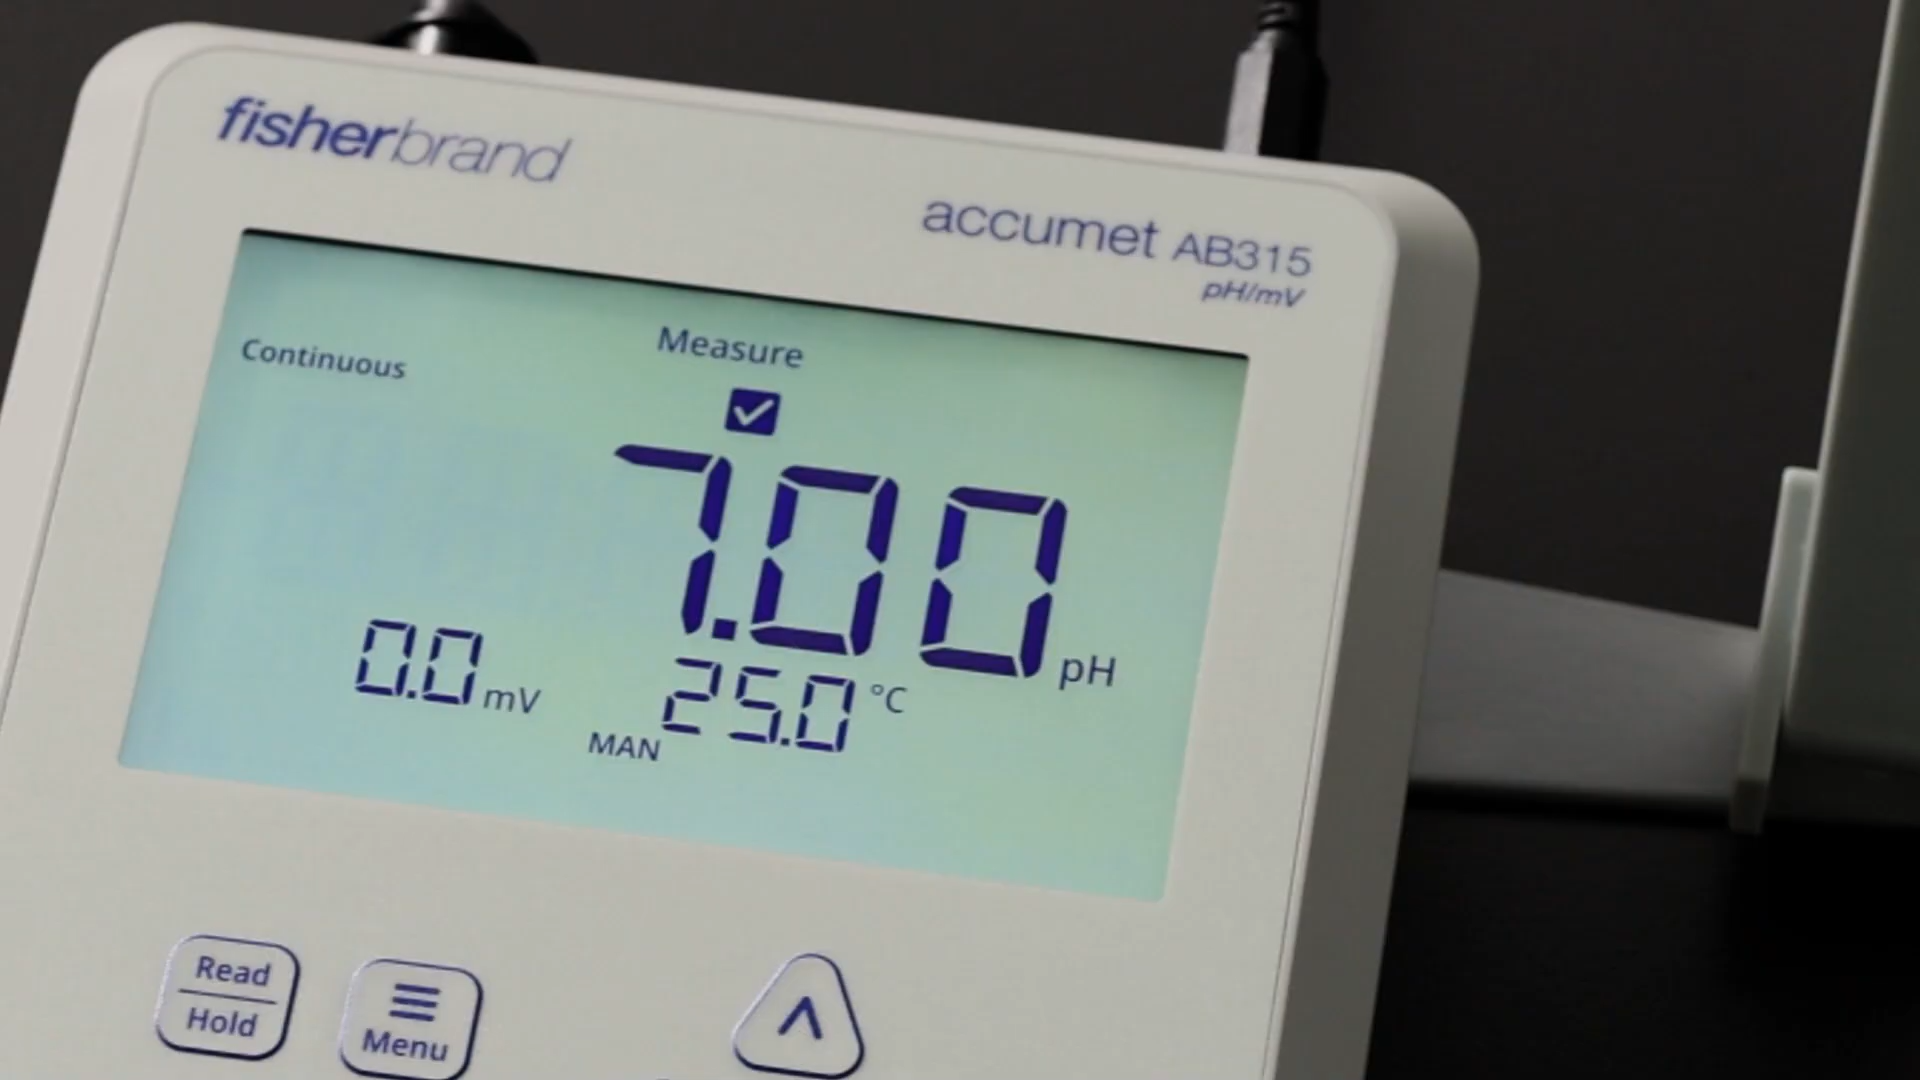 fisherbrand
accumet AB315
pH/mV
Measure
Continuous
7.00 pH
0.0 mV
25.0 °C
MAN
Read
Hold
Menu